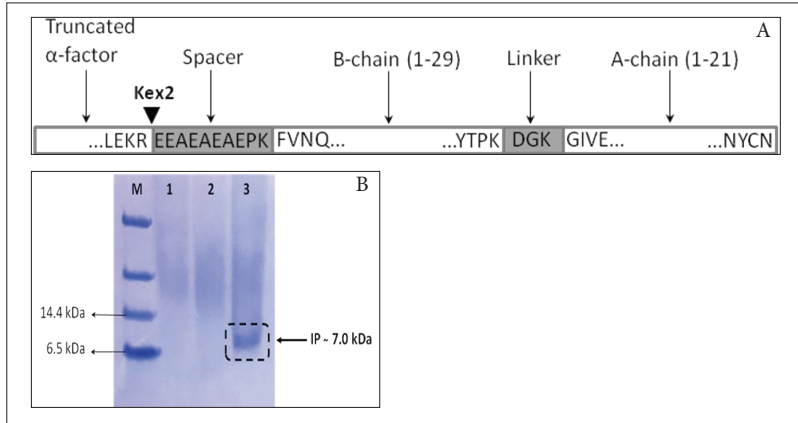 Truncated
α-factor
Spacer
B-chain (1-29)
Linker
A-chain (1-21)
A
Kex2
...LEKR EEAEAEAEPK FVNQ... ...YTPK DGK GIVE... ...NYCN
B
M 1 2 3
14.4 kDa
6.5 kDa
IP ~ 7.0 kDa